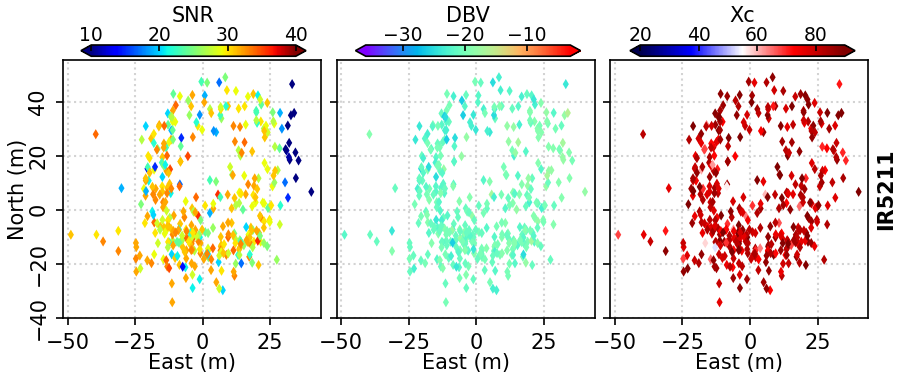 SNR DBV Xc
10 20 30 40 −30 −20 −10 20 40 60 80
North (m)
40
20
0
−20
−40
−50 −25 0 25 −50 −25 0 25 −50 −25 0 25
East (m) East (m) East (m)
IR5211